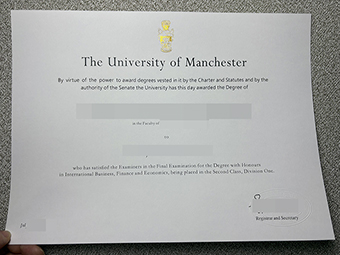 The University of Manchester
By virtue of the power to award degrees vested in it by the Charter and Statutes and by the
authority of the Senate the University has this day awarded the Degree of
in the Faculty of
to
who has satisfied the Examiners in the Final Examination for the Degree with Honours
in International Business, Finance and Economics, being placed in the Second Class, Division One.
Registrar and Secretary
Jul